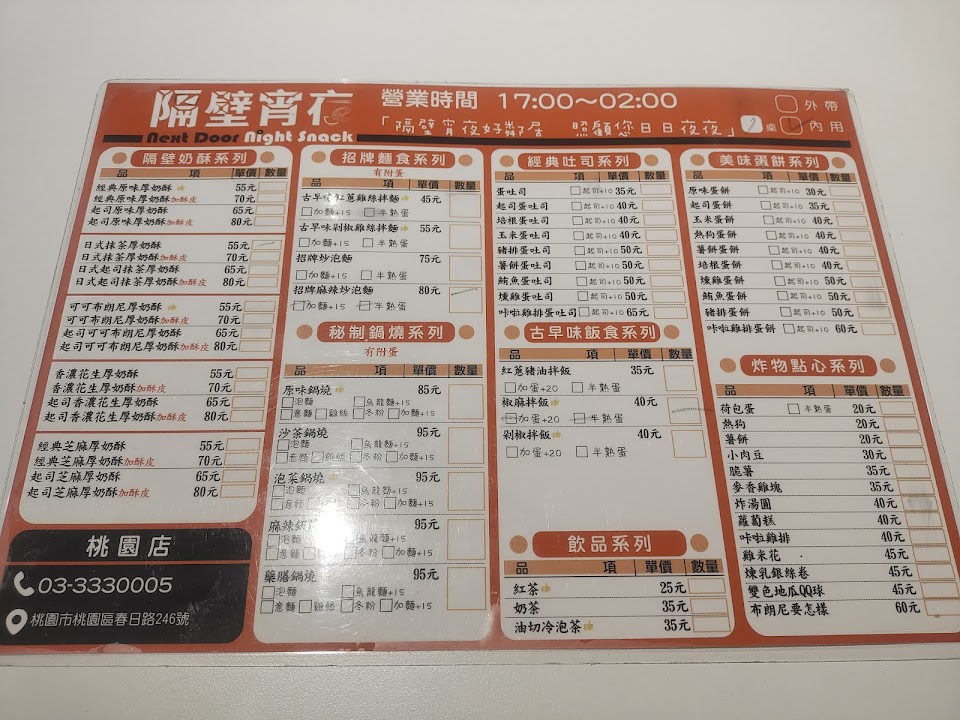 隔壁宵夜
Next Door Night Snack
營業時間 17:00～02:00
「隔壁宵夜好鄰居 照顧您日日夜夜」
外帶
桌 內用
隔壁奶酥系列
品 項 單價 數量
經典原味厚奶酥 55元
經典原味厚奶酥加酥皮 70元
起司原味厚奶酥 65元
起司原味厚奶酥加酥皮 80元
日式抹茶厚奶酥 55元
日式抹茶厚奶酥加酥皮 70元
日式起司抹茶厚奶酥 65元
日式起司抹茶厚奶酥加酥皮 80元
可可布朗尼厚奶酥 55元
可可布朗尼厚奶酥加酥皮 70元
起司可可布朗尼厚奶酥 65元
起司可可布朗尼厚奶酥加酥皮 80元
香濃花生厚奶酥 55元
香濃花生厚奶酥加酥皮 70元
起司香濃花生厚奶酥 65元
起司香濃花生厚奶酥加酥皮 80元
經典芝麻厚奶酥 55元
經典芝麻厚奶酥加酥皮 70元
起司芝麻厚奶酥 65元
起司芝麻厚奶酥加酥皮 80元
桃園店
03-3330005
桃園市桃園區春日路246號
招牌麵食系列
有附蛋
品 項 單價 數量
古早味紅蔥雞絲拌麵 45元
加麵+15 半熟蛋
古早味剁椒雞絲拌麵 55元
加麵+15 半熟蛋
招牌炒泡麵 75元
加麵+15 半熟蛋
招牌麻辣炒泡麵 80元
加麵+15 半熟蛋
秘制鍋燒系列
有附蛋
品 項 單價 數量
原味鍋燒 85元
泡麵 烏龍麵+15
意麵 雞絲 冬粉 加麵+15
沙茶鍋燒 95元
泡麵 烏龍麵+15
意麵 雞絲 冬粉 加麵+15
泡菜鍋燒 95元
泡麵 烏龍麵+15
意麵 雞絲 冬粉 加麵+15
麻辣鍋 95元
泡麵 烏龍麵+15
意麵 雞絲 冬粉 加麵+15
藥膳鍋燒 95元
泡麵 烏龍麵+15
意麵 雞絲 冬粉 加麵+15
經典吐司系列
品 項 單價 數量
蛋吐司 起司+10 35元
起司蛋吐司 起司+10 40元
培根蛋吐司 起司+10 40元
玉米蛋吐司 起司+10 40元
豬排蛋吐司 起司+10 50元
薯餅蛋吐司 起司+10 50元
鮪魚蛋吐司 起司+10 50元
燻雞蛋吐司 起司+10 50元
咔啦雞排蛋吐司 起司+10 65元
古早味飯食系列
品 項 單價 數量
紅蔥豬油拌飯 35元
加蛋+20 半熟蛋
椒麻拌飯 40元
加蛋+20 半熟蛋
剁椒拌飯 40元
加蛋+20 半熟蛋
飲品系列
品 項 單價 數量
紅茶 25元
奶茶 35元
油切冷泡茶 35元
美味蛋餅系列
品 項 單價 數量
原味蛋餅 起司+10 30元
起司蛋餅 起司+10 35元
玉米蛋餅 起司+10 40元
熱狗蛋餅 起司+10 40元
薯餅蛋餅 起司+10 40元
培根蛋餅 起司+10 40元
燻雞蛋餅 起司+10 50元
鮪魚蛋餅 起司+10 50元
豬排蛋餅 起司+10 50元
咔啦雞排蛋餅 起司+10 60元
炸物點心系列
品 項 單價 數量
荷包蛋 半熟蛋 20元
熱狗 20元
薯餅 20元
小肉豆 30元
脆薯 35元
麥香雞塊 35元
炸湯圓 40元
蘿蔔糕 40元
咔啦雞排 40元
雞米花 45元
煉乳銀絲卷 45元
雙色地瓜QQ球 45元
布朗尼要怎樣 60元